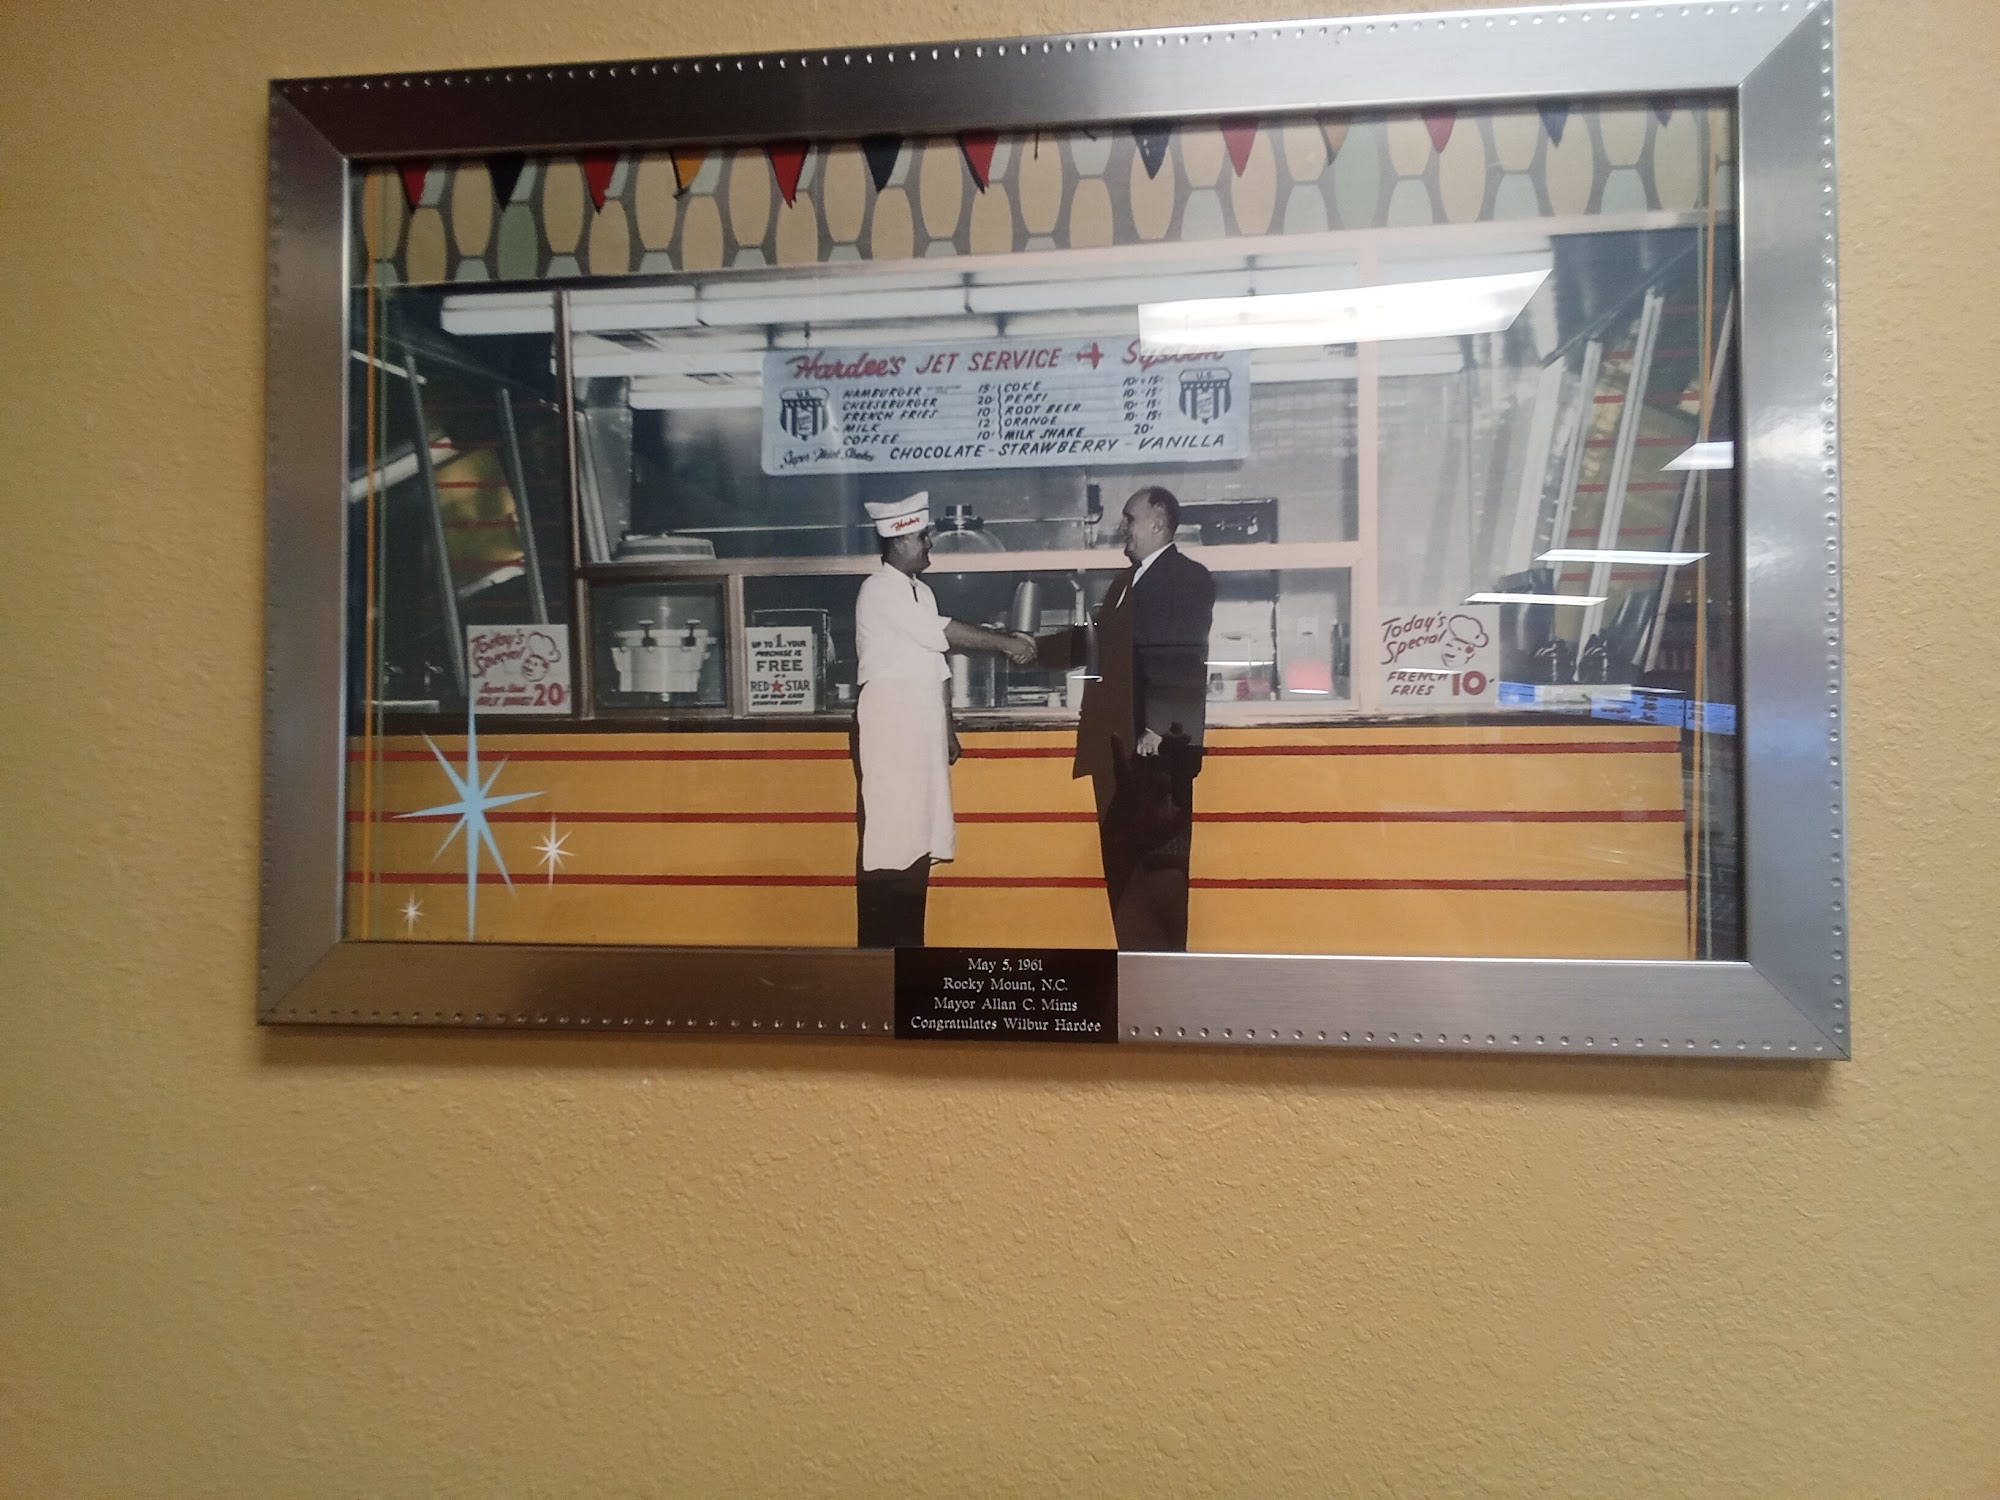 Hardee's JET SERVICE System
U.S.
U.S.
HAMBURGER 15¢
CHEESEBURGER 20
FRENCH FRIES 10
MILK 12
COFFEE 10¢
COKE 10¢ 15¢
PEPSI 10¢ 15¢
ROOT BEER 10¢ 15¢
ORANGE 10¢ 15¢
MILK SHAKE 20¢
CHOCOLATE - STRAWBERRY - VANILLA
Hardee's
Today's
Special
20¢
UP TO $1. YOUR
PURCHASE IS
FREE
RED STAR
Today's
Special
FRENCH
FRIES 10¢
May 5, 1961
Rocky Mount, N.C.
Mayor Allan C. Mims
Congratulates Wilbur Hardee